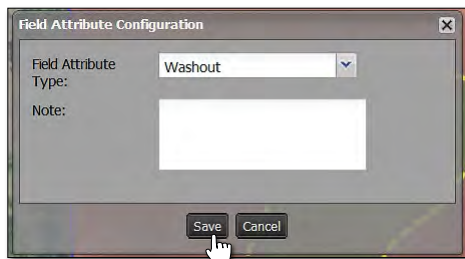 Field Attribute Configuration
Field Attribute
Type:
Washout
Note:
Save Cancel